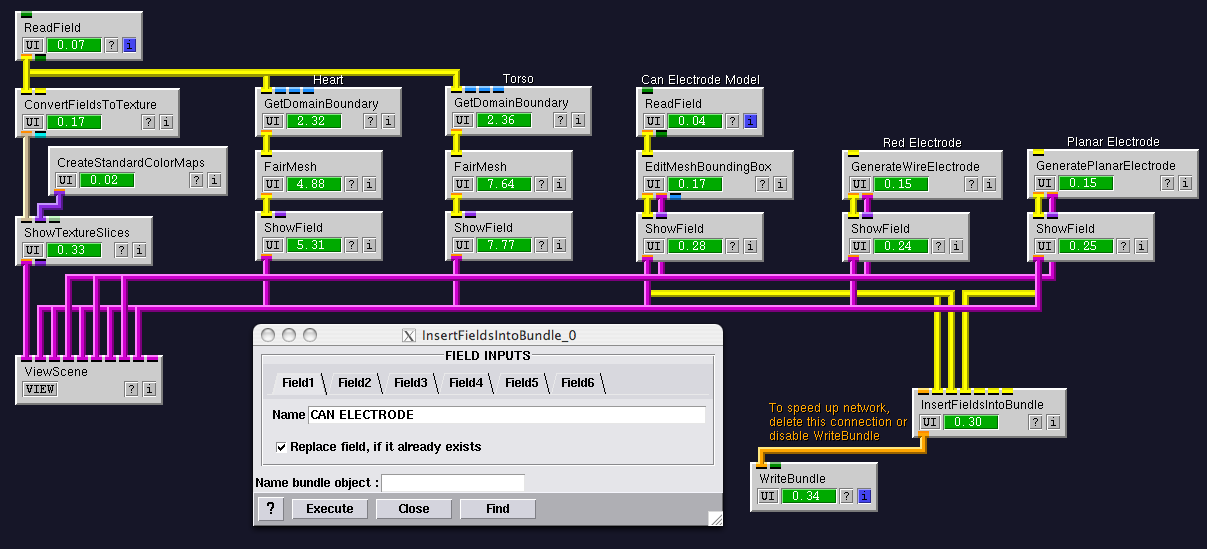 ReadField
UI 0.07 ? i
Heart
Torso
Can Electrode Model
ConvertFieldsToTexture
UI 0.17 ? i
GetDomainBoundary
UI 2.32 ? i
GetDomainBoundary
UI 2.36 ? i
ReadField
UI 0.04 ? i
Red Electrode
Planar Electrode
CreateStandardColorMaps
UI 0.02 ? i
FairMesh
UI 4.88 ? i
FairMesh
UI 7.64 ? i
EditMeshBoundingBox
UI 0.17 ? i
GenerateWireElectrode
UI 0.15 ? i
GeneratePlanarElectrode
UI 0.15 ? i
ShowTextureSlices
UI 0.33 ? i
ShowField
UI 5.31 ? i
ShowField
UI 7.77 ? i
ShowField
UI 0.28 ? i
ShowField
UI 0.24 ? i
ShowField
UI 0.25 ? i
ViewScene
VIEW ? i
X InsertFieldsIntoBundle_0
FIELD INPUTS
Field1 Field2 Field3 Field4 Field5 Field6
Name CAN ELECTRODE
Replace field, if it already exists
Name bundle object :
? Execute Close Find
InsertFieldsIntoBundle
UI 0.30 ? i
To speed up network,
delete this connection or
disable WriteBundle
WriteBundle
UI 0.34 ? i